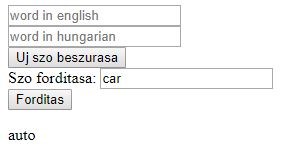 word in english
word in hungarian
Uj szo beszurasa
Szo forditasa: car
Forditas
auto